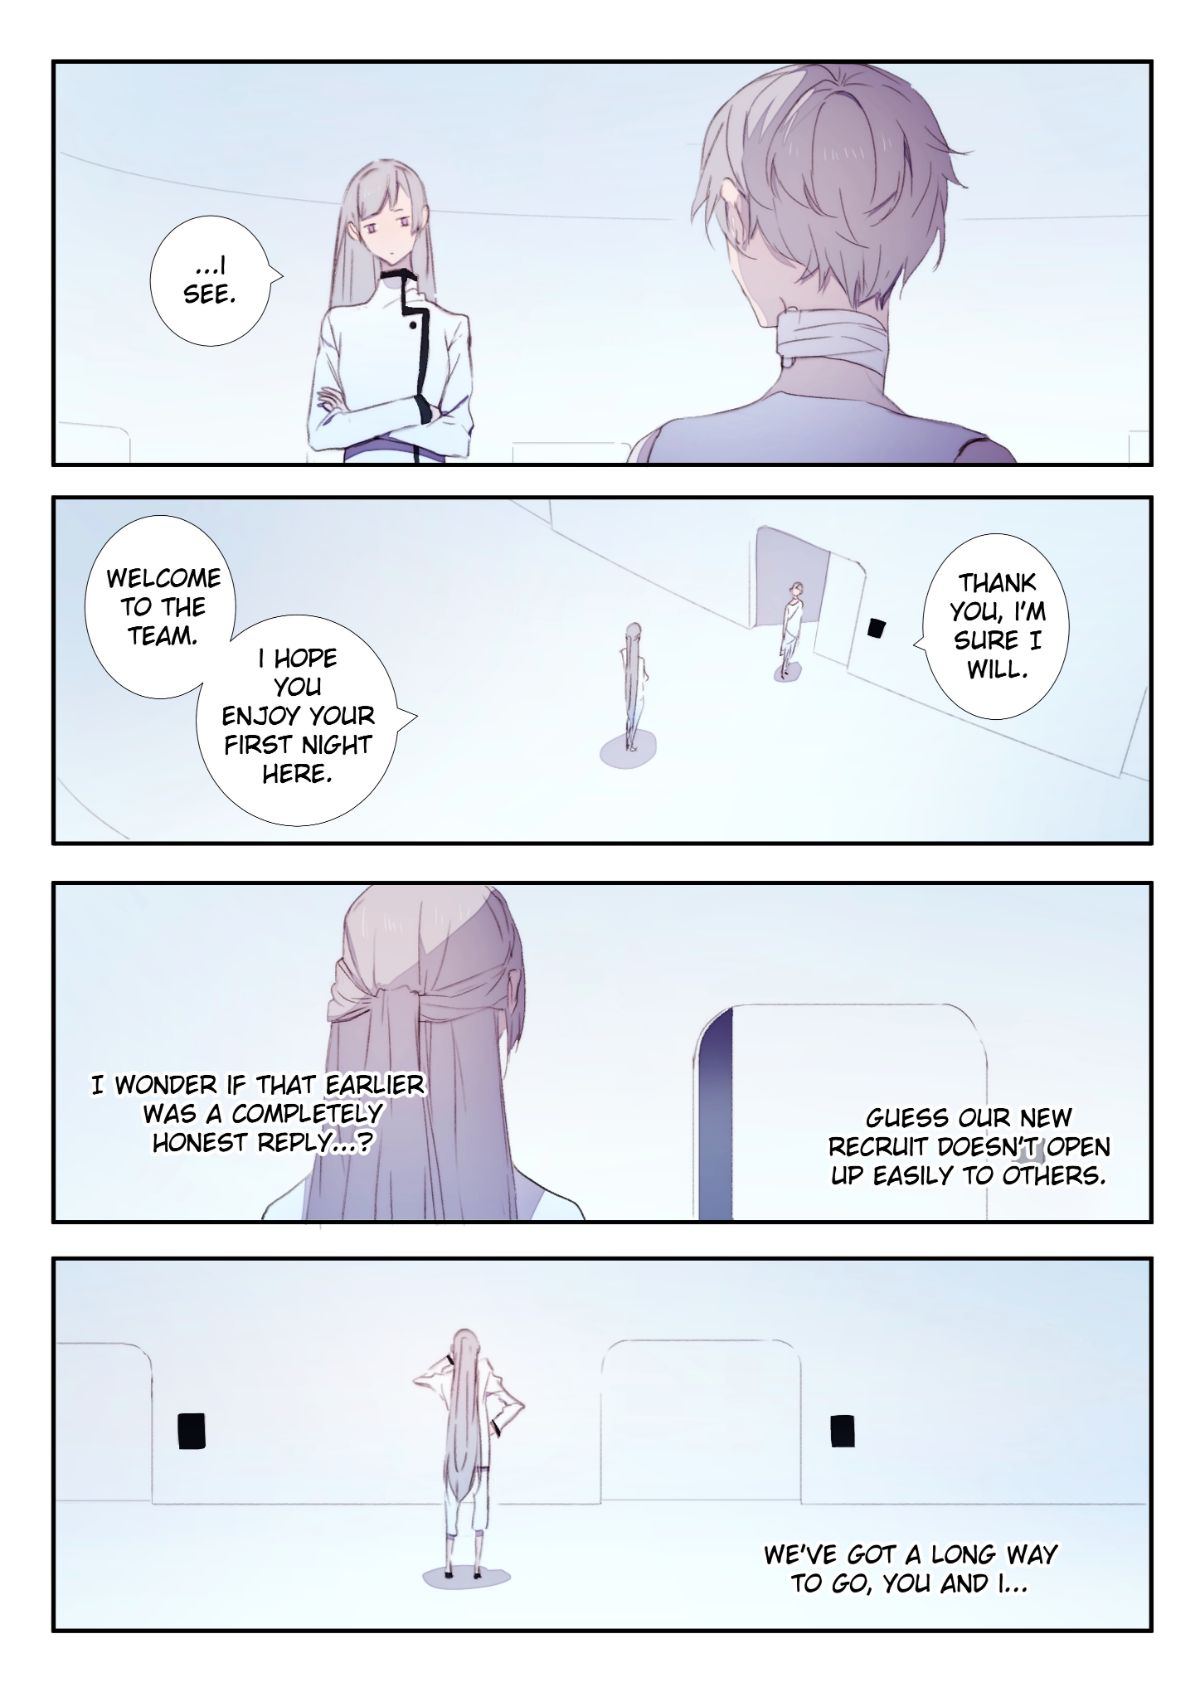 ...I
SEE.
WELCOME
TO THE
TEAM.
I HOPE
YOU
ENJOY YOUR
FIRST NIGHT
HERE.
THANK
YOU, I'M
SURE I
WILL.
I WONDER IF THAT EARLIER
WAS A COMPLETELY
HONEST REPLY...?
GUESS OUR NEW
RECRUIT DOESN'T OPEN
UP EASILY TO OTHERS.
WE'VE GOT A LONG WAY
TO GO, YOU AND I...